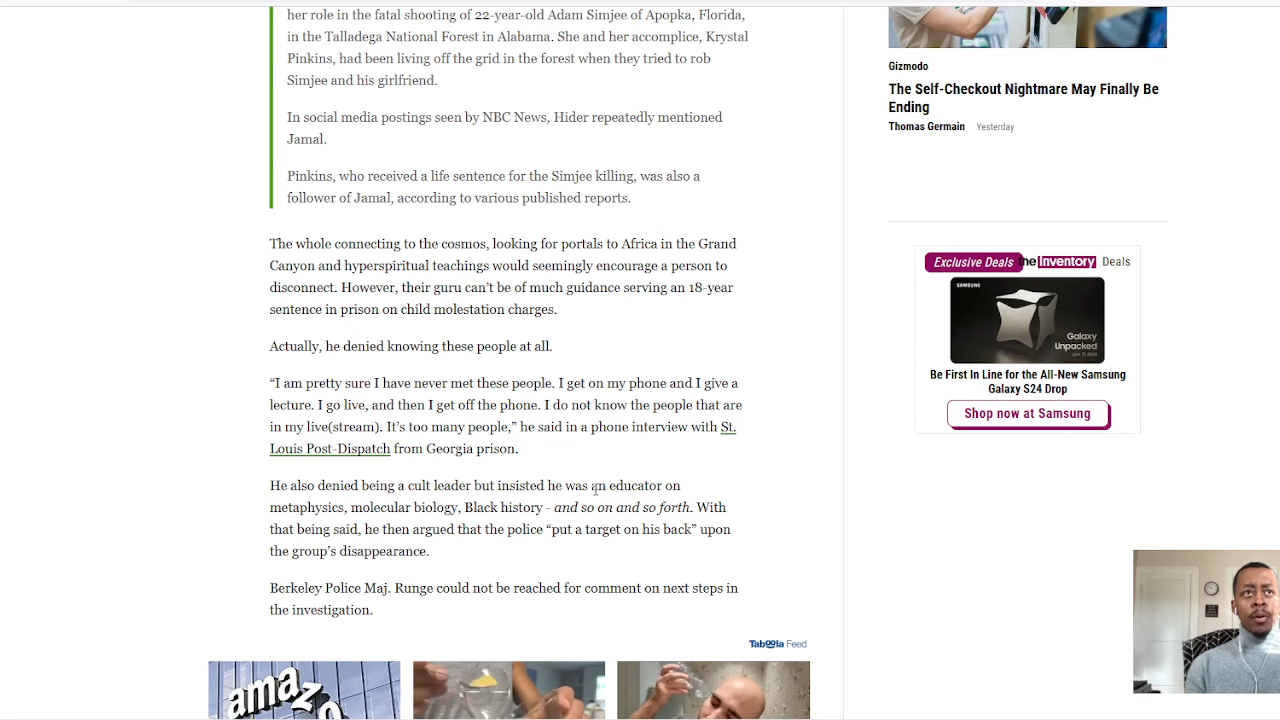 her role in the fatal shooting of 22-year-old Adam Simjee of Apopka, Florida,
in the Talladega National Forest in Alabama. She and her accomplice, Krystal
Pinkins, had been living off the grid in the forest when they tried to rob
Simjee and his girlfriend.
In social media postings seen by NBC News, Hider repeatedly mentioned
Jamal.
Pinkins, who received a life sentence for the Simjee killing, was also a
follower of Jamal, according to various published reports.
The whole connecting to the cosmos, looking for portals to Africa in the Grand
Canyon and hyperspiritual teachings would seemingly encourage a person to
disconnect. However, their guru can’t be of much guidance serving an 18-year
sentence in prison on child molestation charges.
Actually, he denied knowing these people at all.
“I am pretty sure I have never met these people. I get on my phone and I give a
lecture. I go live, and then I get off the phone. I do not know the people that are
in my live(stream). It’s too many people,” he said in a phone interview with St.
Louis Post-Dispatch from Georgia prison.
He also denied being a cult leader but insisted he was an educator on
metaphysics, molecular biology, Black history - and so on and so forth. With
that being said, he then argued that the police “put a target on his back” upon
the group’s disappearance.
Berkeley Police Maj. Runge could not be reached for comment on next steps in
the investigation.
Taboola Feed
amazo
Gizmodo
The Self-Checkout Nightmare May Finally Be
Ending
Thomas Germain Yesterday
Exclusive Deals the Inventory Deals
SAMSUNG
Galaxy
Unpacked
Be First In Line for the All-New Samsung
Galaxy S24 Drop
Shop now at Samsung